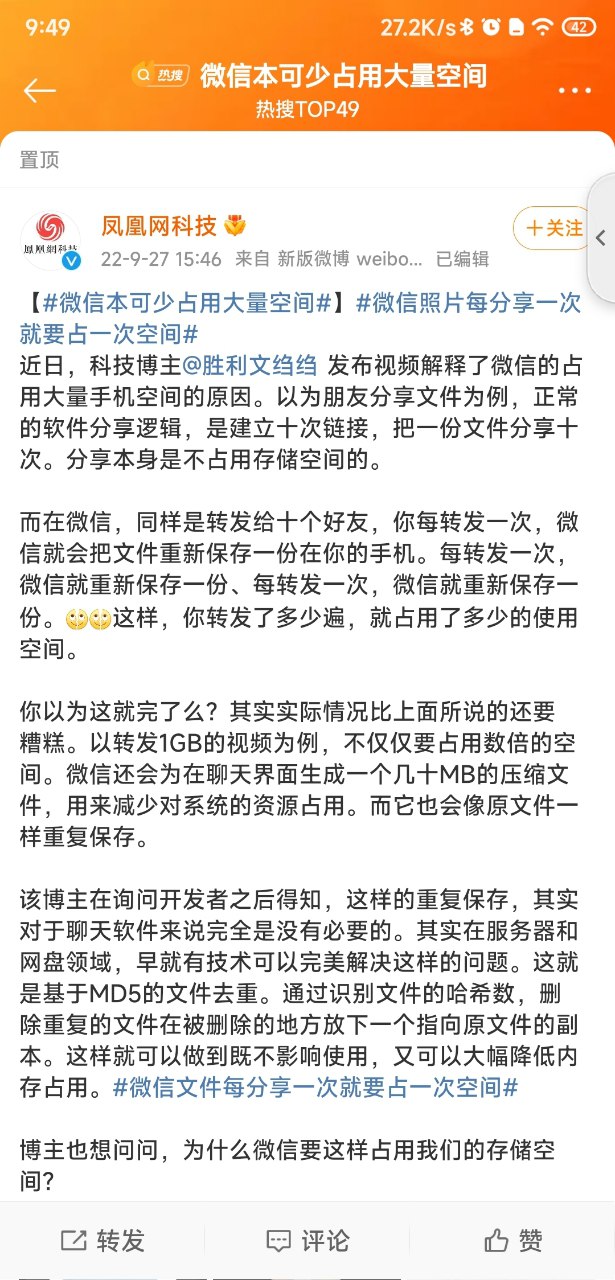 9:49
27.2K/s
42
热搜
微信本可少占用大量空间
热搜TOP49
置顶
凤凰网科技
鳳凰網科技
＋关注
22-9-27 15:46 来自 新版微博 weibo... 已编辑
【#微信本可少占用大量空间#】#微信照片每分享一次
就要占一次空间#
近日，科技博主@胜利文绉绉 发布视频解释了微信的占
用大量手机空间的原因。以为朋友分享文件为例，正常
的软件分享逻辑，是建立十次链接，把一份文件分享十
次。分享本身是不占用存储空间的。
而在微信，同样是转发给十个好友，你每转发一次，微
信就会把文件重新保存一份在你的手机。每转发一次，
微信就重新保存一份、每转发一次，微信就重新保存一
份。这样，你转发了多少遍，就占用了多少的使用
空间。
你以为这就完了么？其实实际情况比上面所说的还要
糟糕。以转发1GB的视频为例，不仅仅要占用数倍的空
间。微信还会为在聊天界面生成一个几十MB的压缩文
件，用来减少对系统的资源占用。而它也会像原文件一
样重复保存。
该博主在询问开发者之后得知，这样的重复保存，其实
对于聊天软件来说完全是没有必要的。其实在服务器和
网盘领域，早就有技术可以完美解决这样的问题。这就
是基于MD5的文件去重。通过识别文件的哈希数，删
除重复的文件在被删除的地方放下一个指向原文件的副
本。这样就可以做到既不影响使用，又可以大幅降低内
存占用。#微信文件每分享一次就要占一次空间#
博主也想问问，为什么微信要这样占用我们的存储空
间？
转发
评论
赞